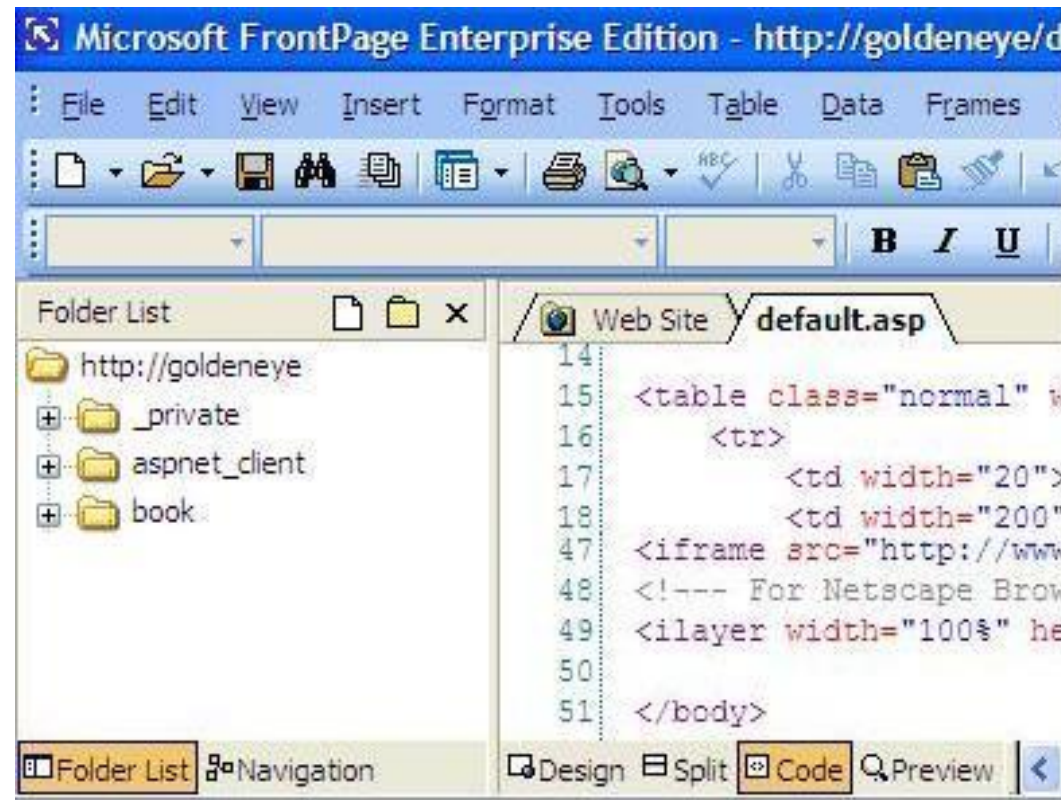 Microsoft FrontPage Enterprise Edition - http://goldeneye/d
File Edit View Insert Format Tools Table Data Frames
ABC
B I U
Folder List
Web Site default.asp
http://goldeneye
_private
aspnet_client
book
14
15 <table class="normal" w
16 <tr>
17 <td width="20">
18 <td width="200"
47 <iframe src="http://www
48 <!--- For Netscape Brow
49 <ilayer width="100%" he
50
51 </body>
Folder List Navigation
Design Split Code Preview